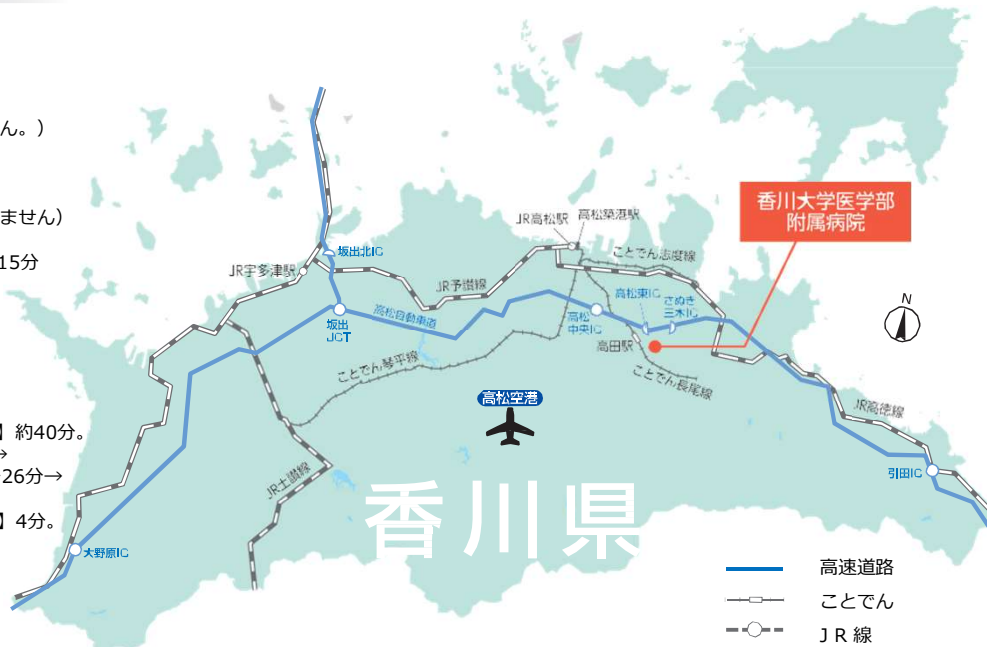 ん。）
ません）
15分
】約40分。
→
26分→
】4分。
香川大学医学部
附属病院
JR高松駅
高松築港駅
ことでん志度線
坂出北IC
JR宇多津駅
JR予讃線
高松自動車道
坂出
JCT
高松
中央IC
高松東IC
さぬき
三木IC
高田駅
ことでん長尾線
ことでん琴平線
高松空港
JR高徳線
引田IC
JR土讃線
大野原IC
香川県
N
高速道路
ことでん
JR線